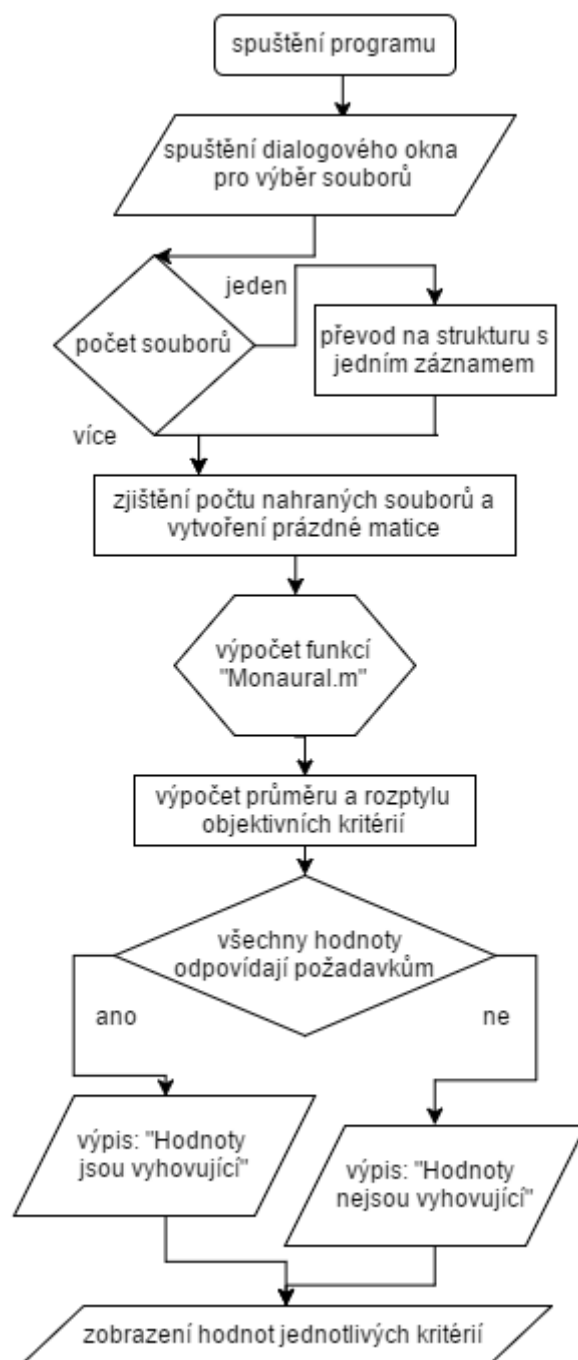 spuštění programu
spuštění dialogového okna
pro výběr souborů
jeden
počet souborů
převod na strukturu s
jedním záznamem
více
zjištění počtu nahraných souborů a
vytvoření prázdné matice
výpočet funkcí
"Monaural.m"
výpočet průměru a rozptylu
objektivních kritérií
všechny hodnoty
odpovídají požadavkům
ano
ne
výpis: "Hodnoty
jsou vyhovující"
výpis: "Hodnoty
nejsou vyhovující"
zobrazení hodnot jednotlivých kritérií